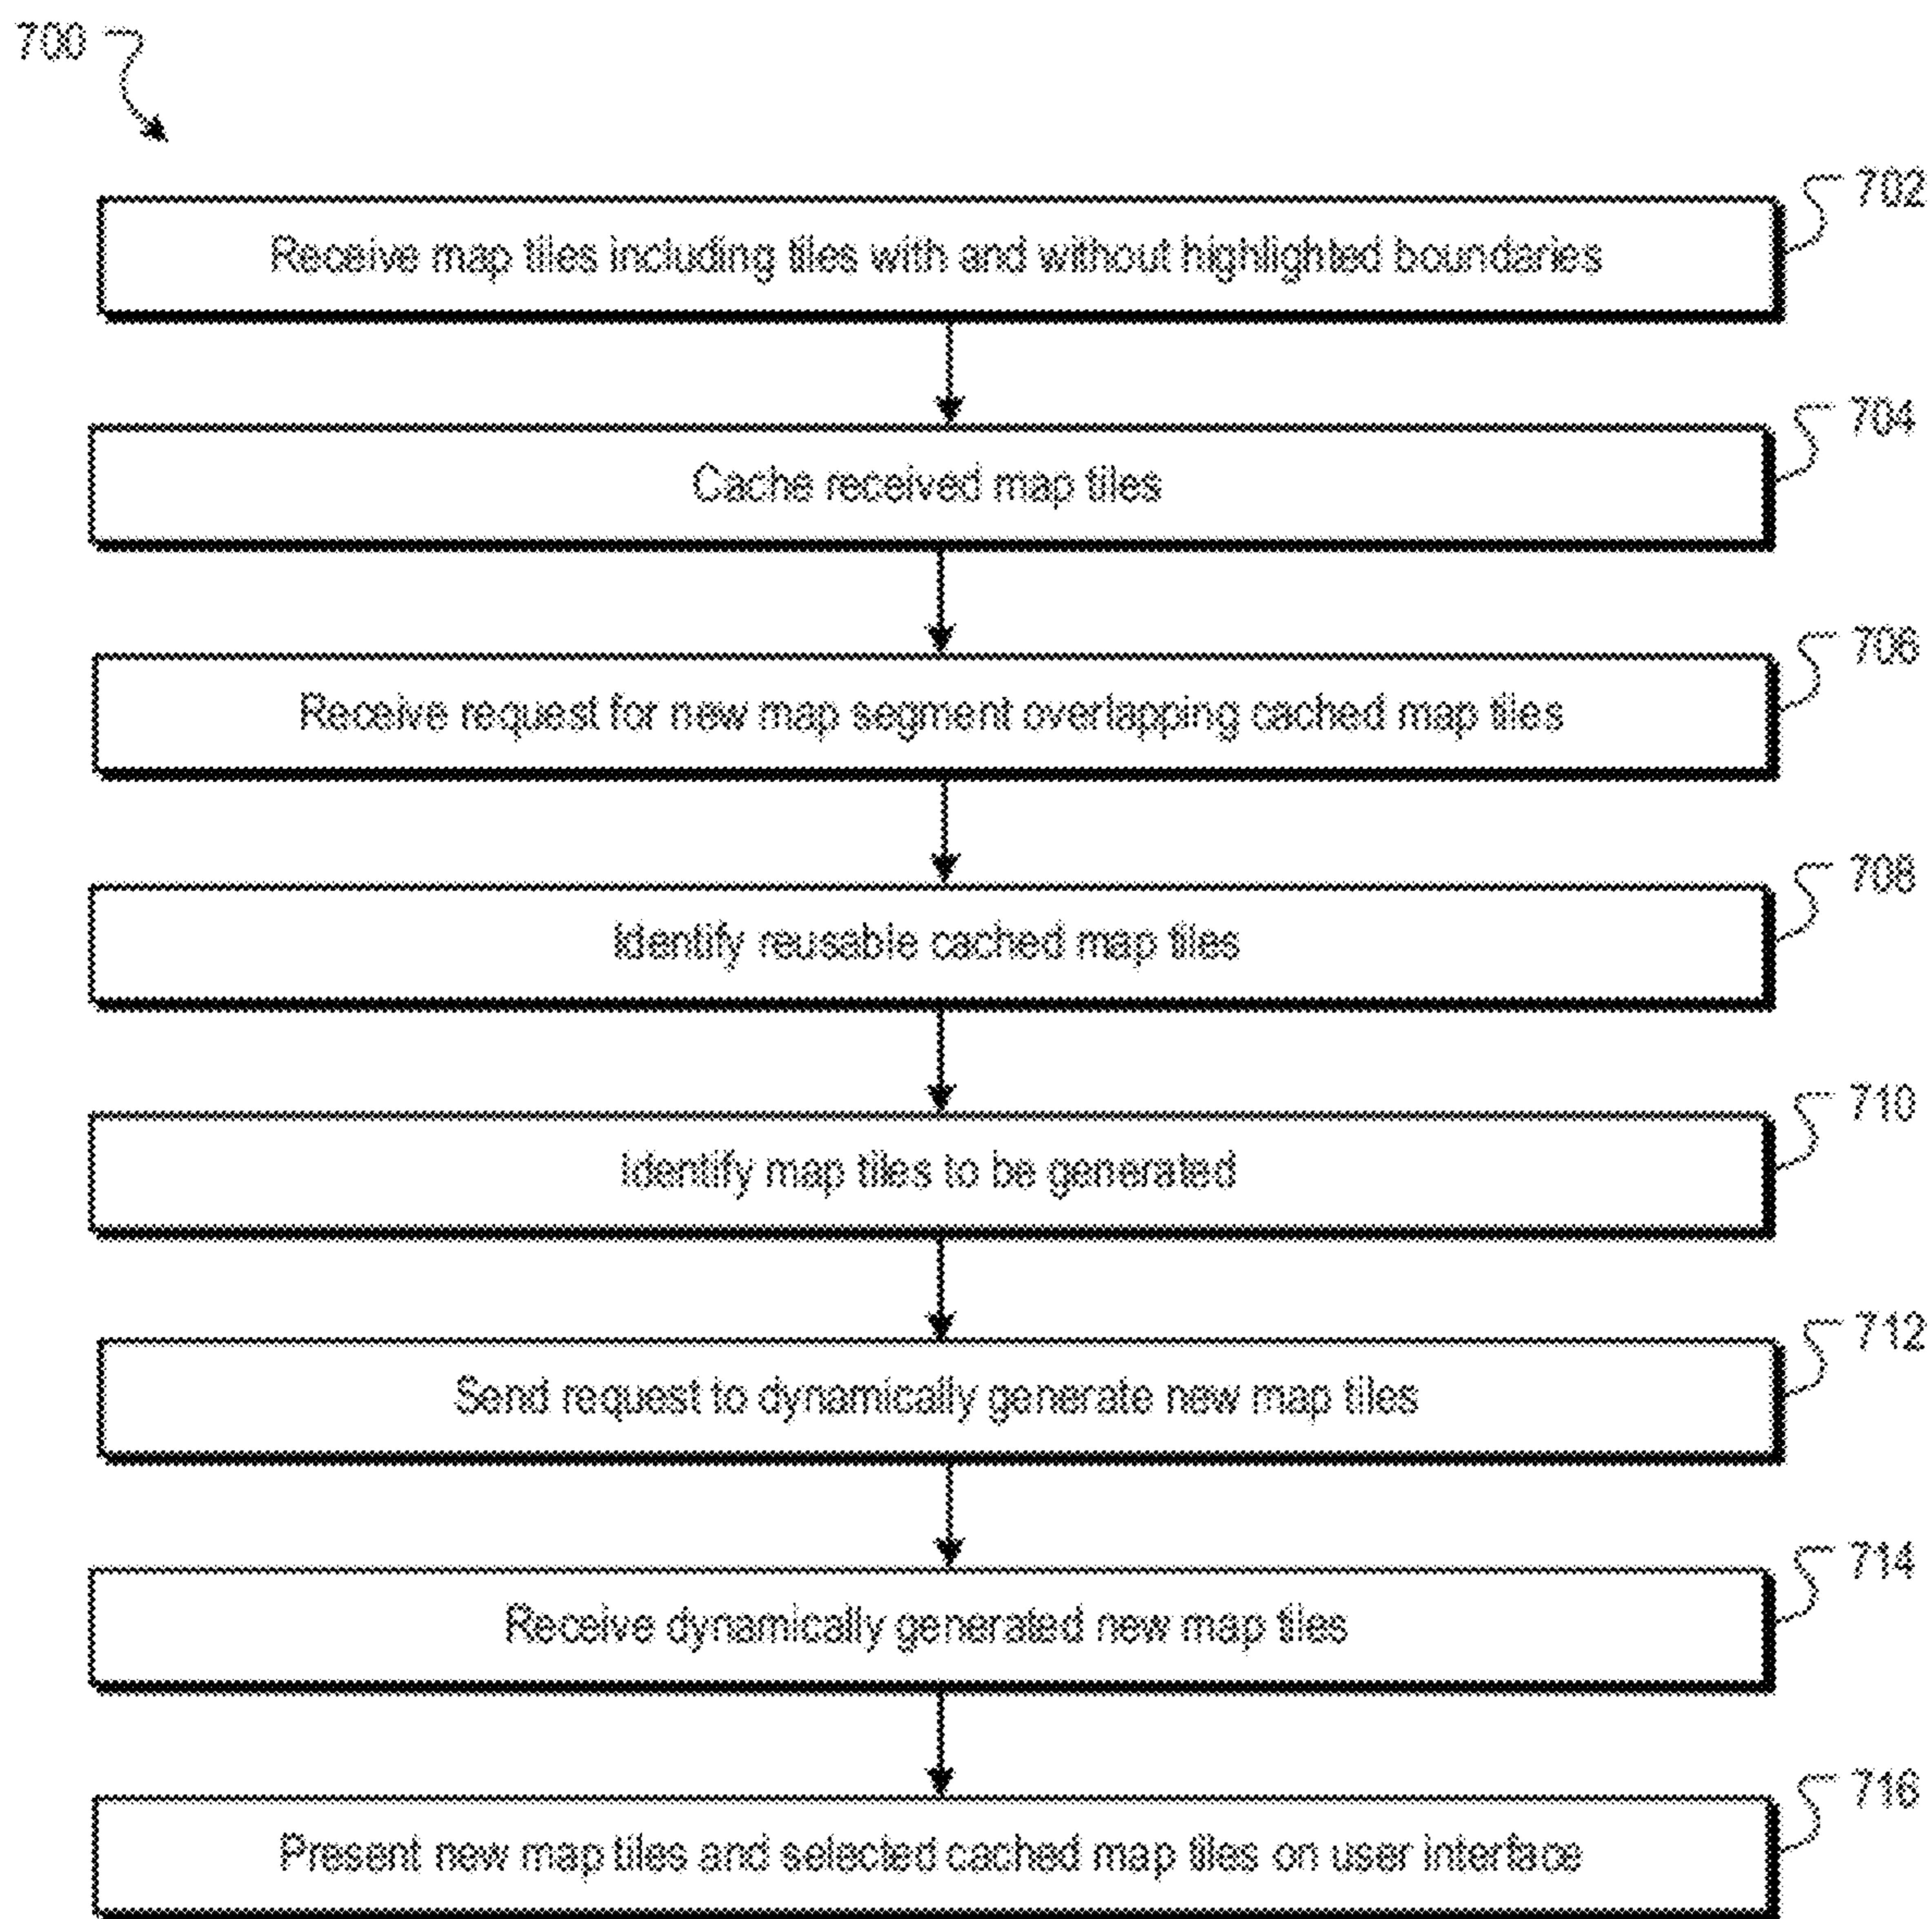 700
702
Receive map tiles including tiles with and without highlighted boundaries
704
Cache received map tiles
706
Receive request for new map segment overlapping cached map tiles
708
Identify reusable cached map tiles
710
Identify map tiles to be generated
712
Send request to dynamically generate new map tiles
714
Receive dynamically generated new map tiles
716
Present new map tiles and selected cached map tiles on user interface